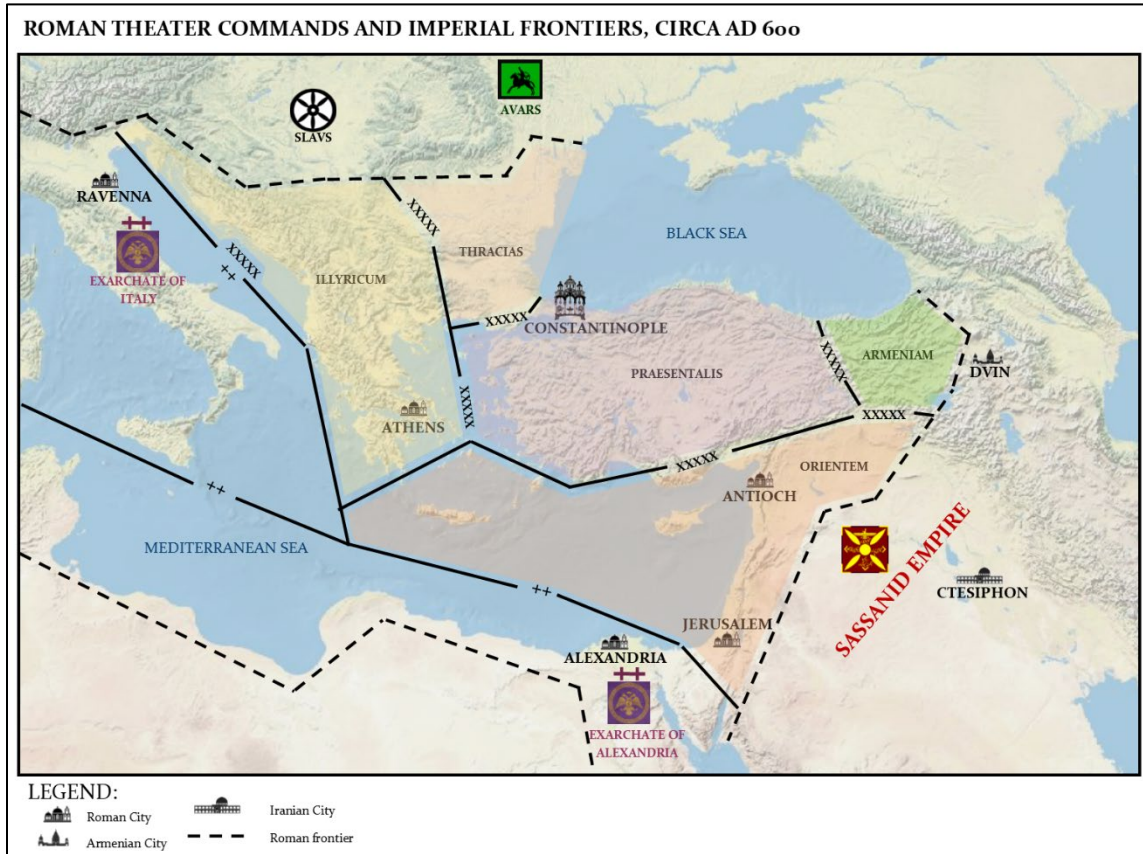 ROMAN THEATER COMMANDS AND IMPERIAL FRONTIERS, CIRCA AD 600
SLAVS
AVARS
RAVENNA
EXARCHATE OF
ITALY
XXXXX
++
ILLYRICUM
XXXXX
THRACIAS
BLACK SEA
XXXXX
CONSTANTINOPLE
XXXXX
PRAESENTALIS
XXXXX
ARMENIAM
DVIN
ATHENS
XXXXX
XXXXX
ORIENTEM
ANTIOCH
++
MEDITERRANEAN SEA
++
SASSANID EMPIRE
CTESIPHON
JERUSALEM
ALEXANDRIA
EXARCHATE OF
ALEXANDRIA
LEGEND:
Roman City
Iranian City
Armenian City
Roman frontier